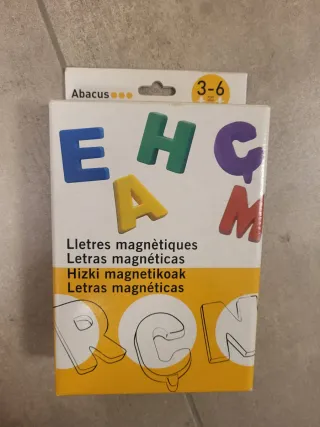 Abacus
3-6
E H Ç
A M
Lletres magnètiques
Letras magnéticas
Hizki magnetikoak
Letras magnéticas
R Ç N